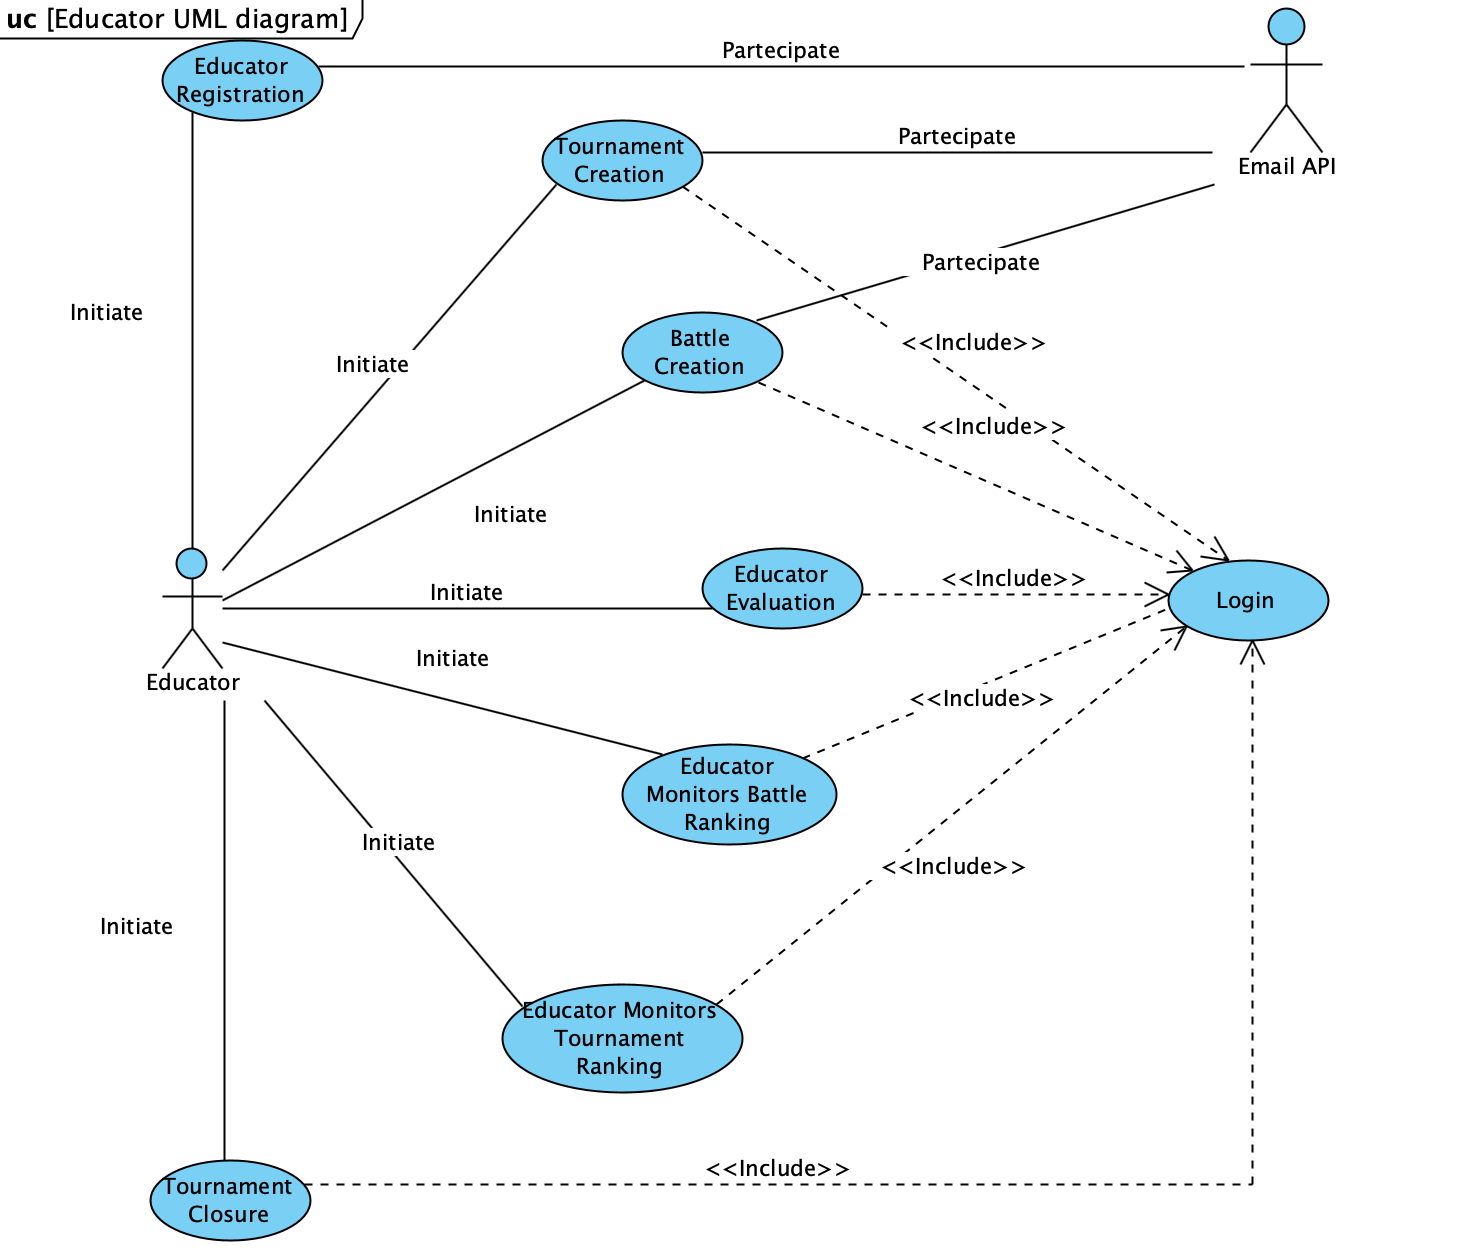 uc [Educator UML diagram]
Partecipate
Educator
Registration
Partecipate
Tournament
Creation
Email API
Partecipate
Initiate
Battle
Creation
<<Include>>
Initiate
<<Include>>
Initiate
Educator
Evaluation
<<Include>>
Initiate
Login
Initiate
Educator
<<Include>>
Educator
Monitors Battle
Ranking
Initiate
<<Include>>
Initiate
Educator Monitors
Tournament
Ranking
<<Include>>
Tournament
Closure